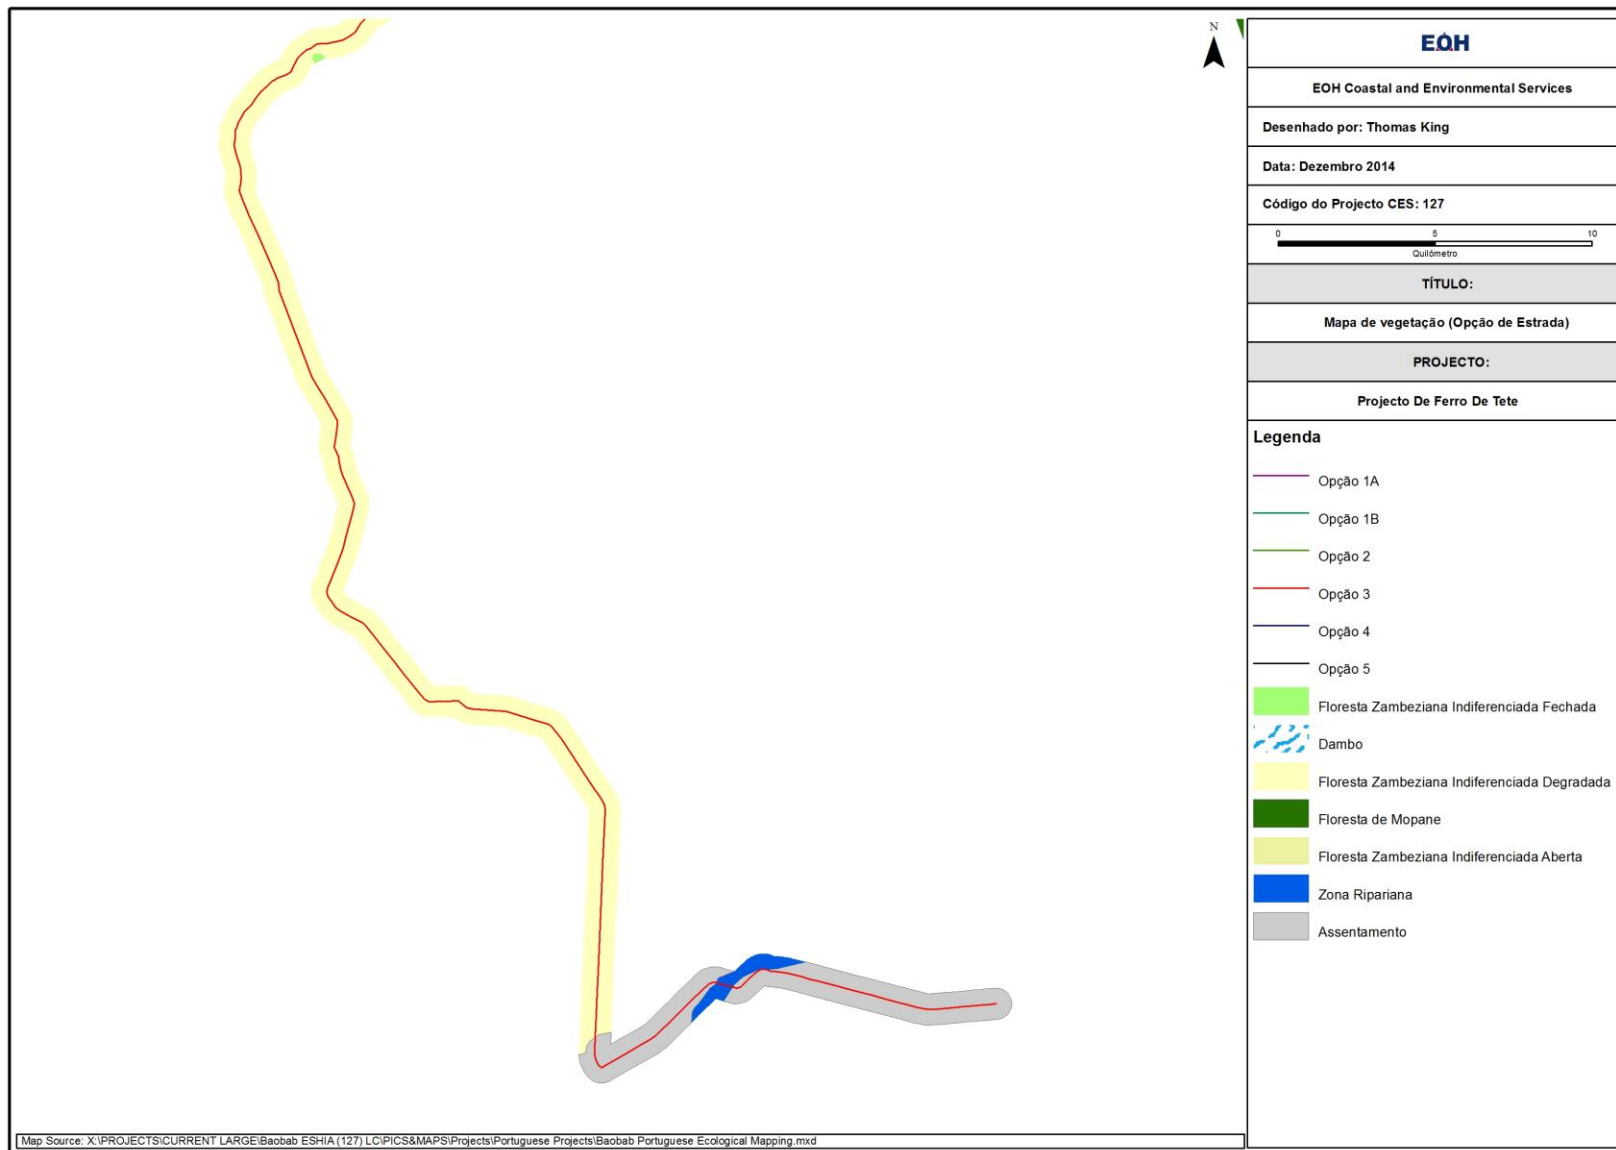 N
EOH
EOH Coastal and Environmental Services
Desenhado por: Thomas King
Data: Dezembro 2014
Código do Projecto CES: 127
0 5 10
Quilômetro
TÍTULO:
Mapa de vegetação (Opção de Estrada)
PROJECTO:
Projecto De Ferro De Tete
Legenda
Opção 1A
Opção 1B
Opção 2
Opção 3
Opção 4
Opção 5
Floresta Zambeziana Indiferenciada Fechada
Dambo
Floresta Zambeziana Indiferenciada Degradada
Floresta de Mopane
Floresta Zambeziana Indiferenciada Aberta
Zona Ripariana
Assentamento
Map Source: X:\PROJECTS\CURRENT LARGE\Baobab ESHIA (127) LC\PICS&MAPS\Projects\Portuguese Projects\Baobab Portuguese Ecological Mapping.mxd